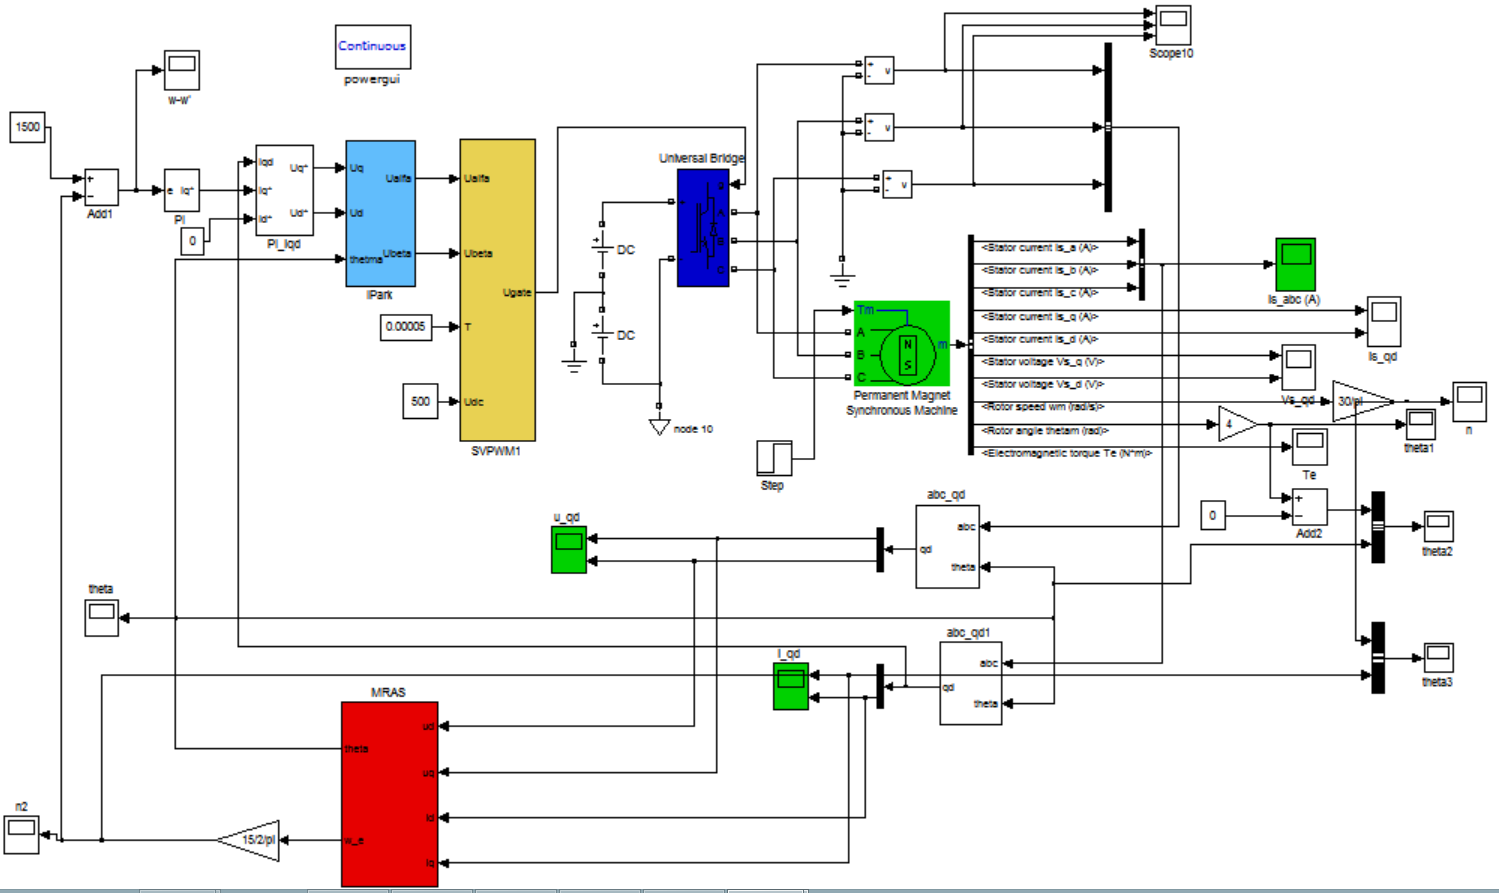 Continuous
powergui
w-w'
1500
+
−
Add1
e Iq*
PI
0
Iqd
Iq*
Id*
Uq*
Ud*
PI_Iqd
Uq
Ud
thetma
Ualfa
Ubeta
IPark
Ualfa
Ubeta
T
Udc
Ugate
SVPWM1
0.00005
500
DC
DC
Universal Bridge
+
A
B
C
node 10
+
-
v
+
-
v
+
-
v
Scope10
Tm
A
B
C
N
S
m
Permanent Magnet
Synchronous Machine
Step
<Stator current Is_a (A)>
<Stator current Is_b (A)>
<Stator current Is_c (A)>
<Stator current Is_q (A)>
<Stator current Is_d (A)>
<Stator voltage Vs_q (V)>
<Stator voltage Vs_d (V)>
<Rotor speed wm (rad/s)>
<Rotor angle thetam (rad)>
<Electromagnetic torque Te (N*m)>
Is_abc (A)
Is_qd
Vs_qd
30/pi
n
4
theta1
Te
0
+
−
Add2
theta2
theta3
abc_qd
abc
theta
qd
u_qd
abc_qd1
abc
theta
qd
i_qd
theta
MRAS
theta
w_e
ud
uq
id
iq
15/2/pi
n2